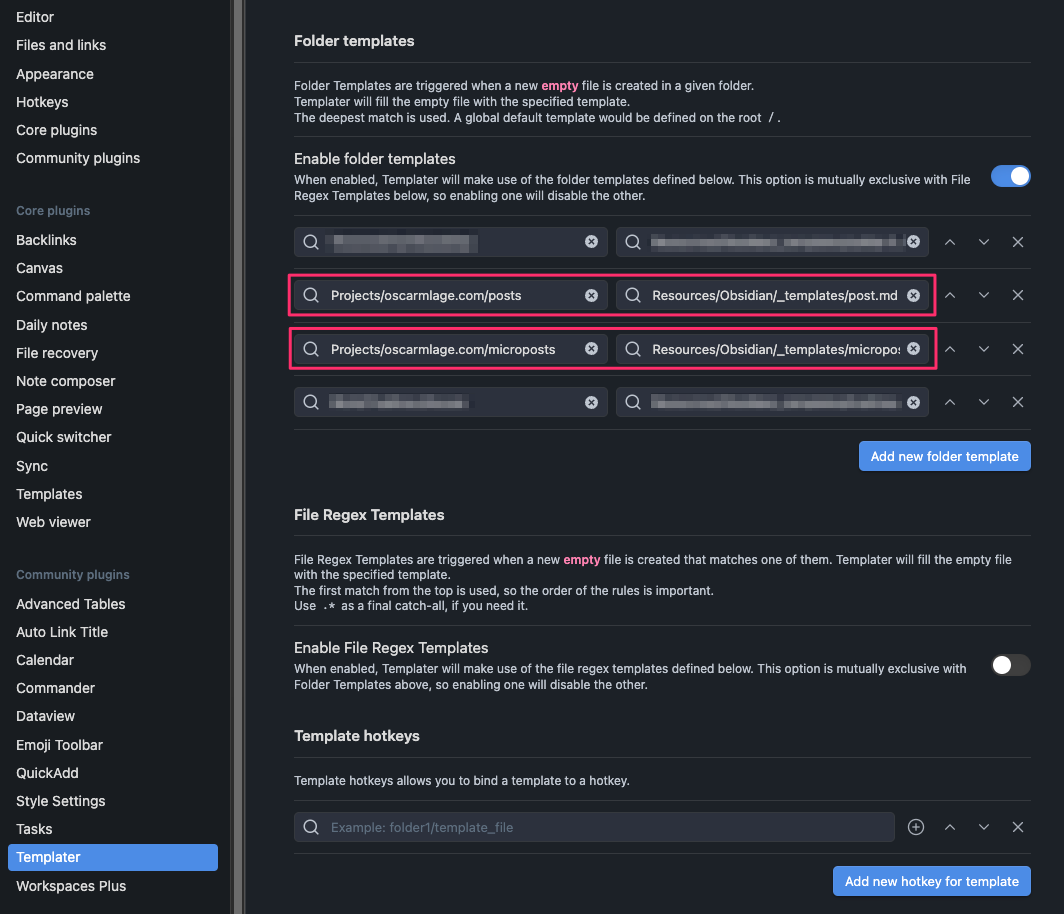 Editor
Files and links
Appearance
Hotkeys
Core plugins
Community plugins
Core plugins
Backlinks
Canvas
Command palette
Daily notes
File recovery
Note composer
Page preview
Quick switcher
Sync
Templates
Web viewer
Community plugins
Advanced Tables
Auto Link Title
Calendar
Commander
Dataview
Emoji Toolbar
QuickAdd
Style Settings
Tasks
Templater
Workspaces Plus
Folder templates
Folder Templates are triggered when a new empty file is created in a given folder.
Templater will fill the empty file with the specified template.
The deepest match is used. A global default template would be defined on the root / .
Enable folder templates
When enabled, Templater will make use of the folder templates defined below. This option is mutually exclusive with File
Regex Templates below, so enabling one will disable the other.
Projects/oscarmlage.com/posts Resources/Obsidian/_templates/post.md
Projects/oscarmlage.com/microposts Resources/Obsidian/_templates/micropos
Add new folder template
File Regex Templates
File Regex Templates are triggered when a new empty file is created that matches one of them. Templater will fill the empty file
with the specified template.
The first match from the top is used, so the order of the rules is important.
Use .* as a final catch-all, if you need it.
Enable File Regex Templates
When enabled, Templater will make use of the file regex templates defined below. This option is mutually exclusive with
Folder Templates above, so enabling one will disable the other.
Template hotkeys
Template hotkeys allows you to bind a template to a hotkey.
Example: folder1/template_file
Add new hotkey for template